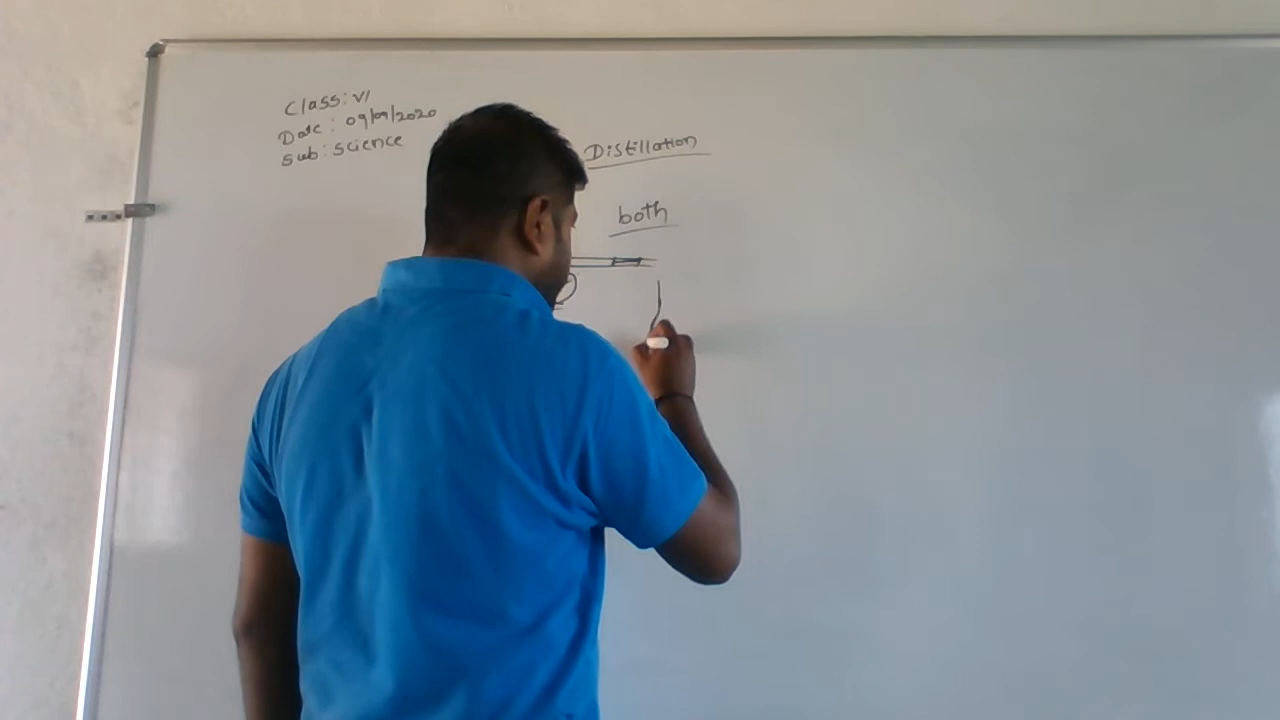 Class: VI
Date: 09/09/2020
Sub: Science
Distillation
both